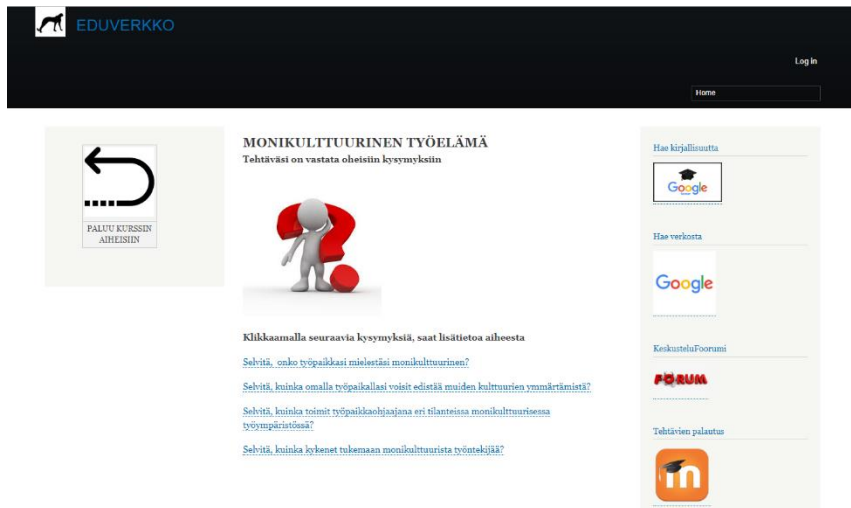 EDUVERKKO
Log in
Home
PALUU KURSSIN
AIHEISIIN
MONIKULTTUURINEN TYÖELÄMÄ
Tehtäväsi on vastata oheisiin kysymyksiin
Klikkaamalla seuraavia kysymyksiä, saat lisätietoa aiheesta
Selvitä, onko työpaikkasi mielestäsi monikulttuurinen?
Selvitä, kuinka omalla työpaikallasi voisit edistää muiden kulttuurien ymmärtämistä?
Selvitä, kuinka toimit työpaikkaohjaajana eri tilanteissa monikulttuurisessa
työympäristössä?
Selvitä, kuinka kykenet tukemaan monikulttuurista työntekijää?
Hae kirjallisuutta
Google
Hae verkosta
Google
KeskusteluFoorumi
FORUM
Tehtävien palautus
m